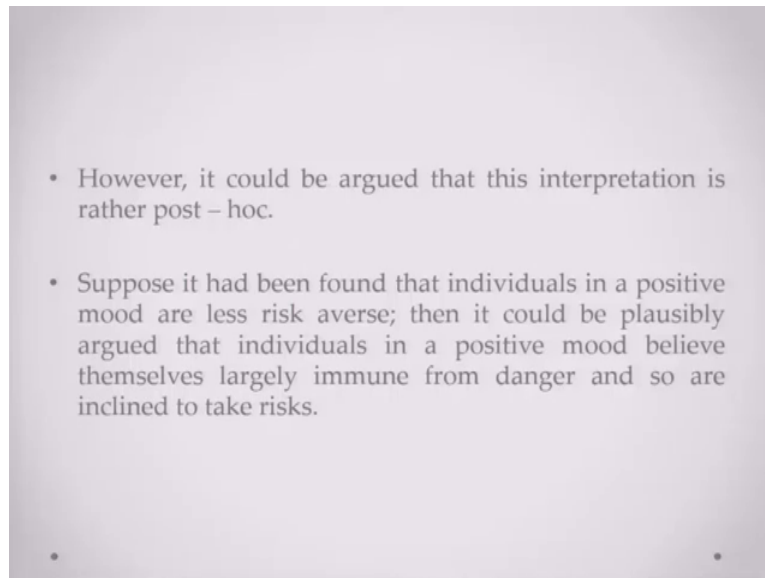 • However, it could be argued that this interpretation is
rather post – hoc.
• Suppose it had been found that individuals in a positive
mood are less risk averse; then it could be plausibly
argued that individuals in a positive mood believe
themselves largely immune from danger and so are
inclined to take risks.